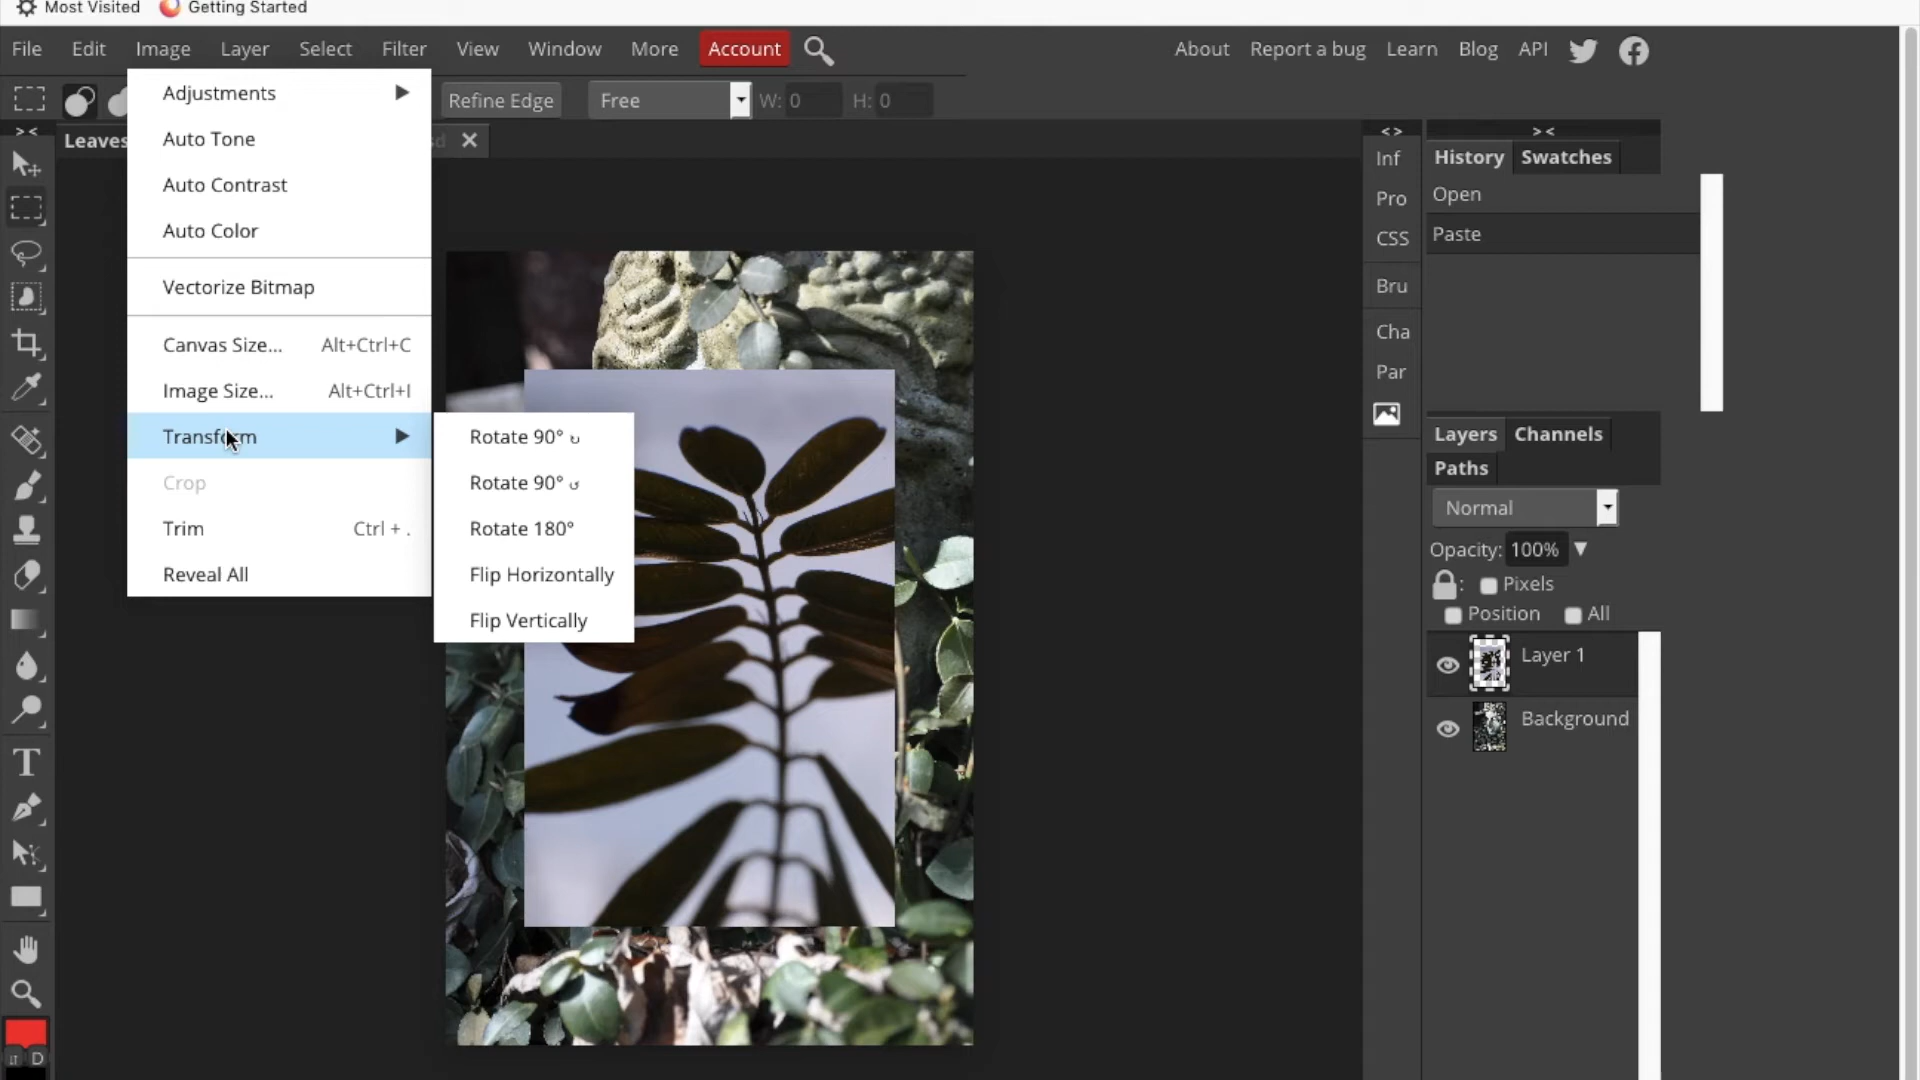 Most Visited Getting Started
File Edit Image Layer Select Filter View Window More Account About Report a bug Learn Blog API
Refine Edge Free W: 0 H: 0
Leaves
Adjustments
Auto Tone
Auto Contrast
Auto Color
Vectorize Bitmap
Canvas Size... Alt+Ctrl+C
Image Size... Alt+Ctrl+I
Transform
Crop
Trim Ctrl + .
Reveal All
Rotate 90°
Rotate 90°
Rotate 180°
Flip Horizontally
Flip Vertically
Inf
Pro
CSS
Bru
Cha
Par
History Swatches
Open
Paste
Layers Channels
Paths
Normal
Opacity: 100%
Pixels
Position All
Layer 1
Background
D